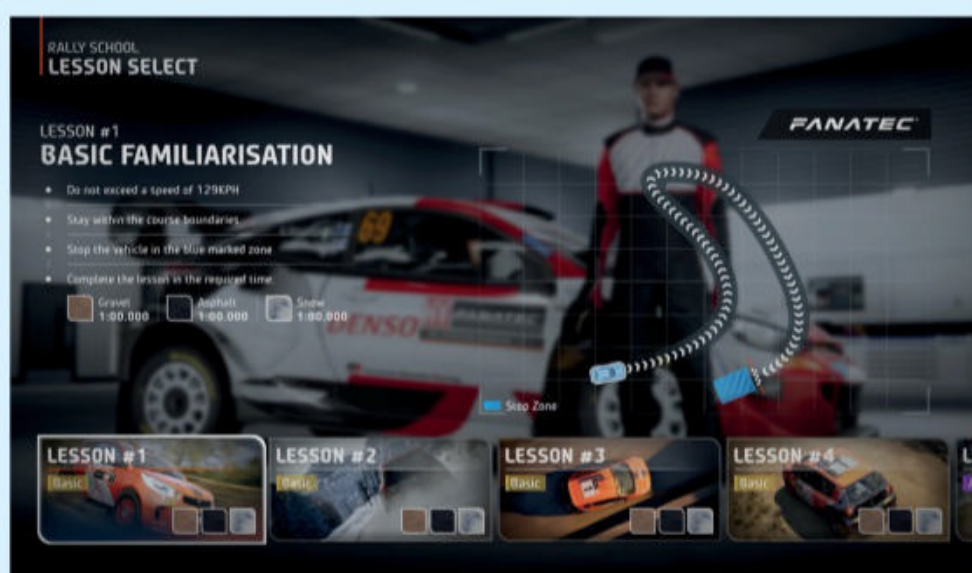 RALLY SCHOOL
LESSON SELECT
LESSON #1
BASIC FAMILIARISATION
FANATEC
• Do not exceed a speed of 129KPH
• Stay within the course boundaries
• Stop the vehicle in the blue marked zone
• Complete the lesson in the required time
Gravel
1:00.000
Asphalt
1:00.000
Snow
1:00.000
69
DENSO
FANATEC
Stop Zone
LESSON #1
Basic
LESSON #2
Basic
LESSON #3
Basic
LESSON #4
Basic